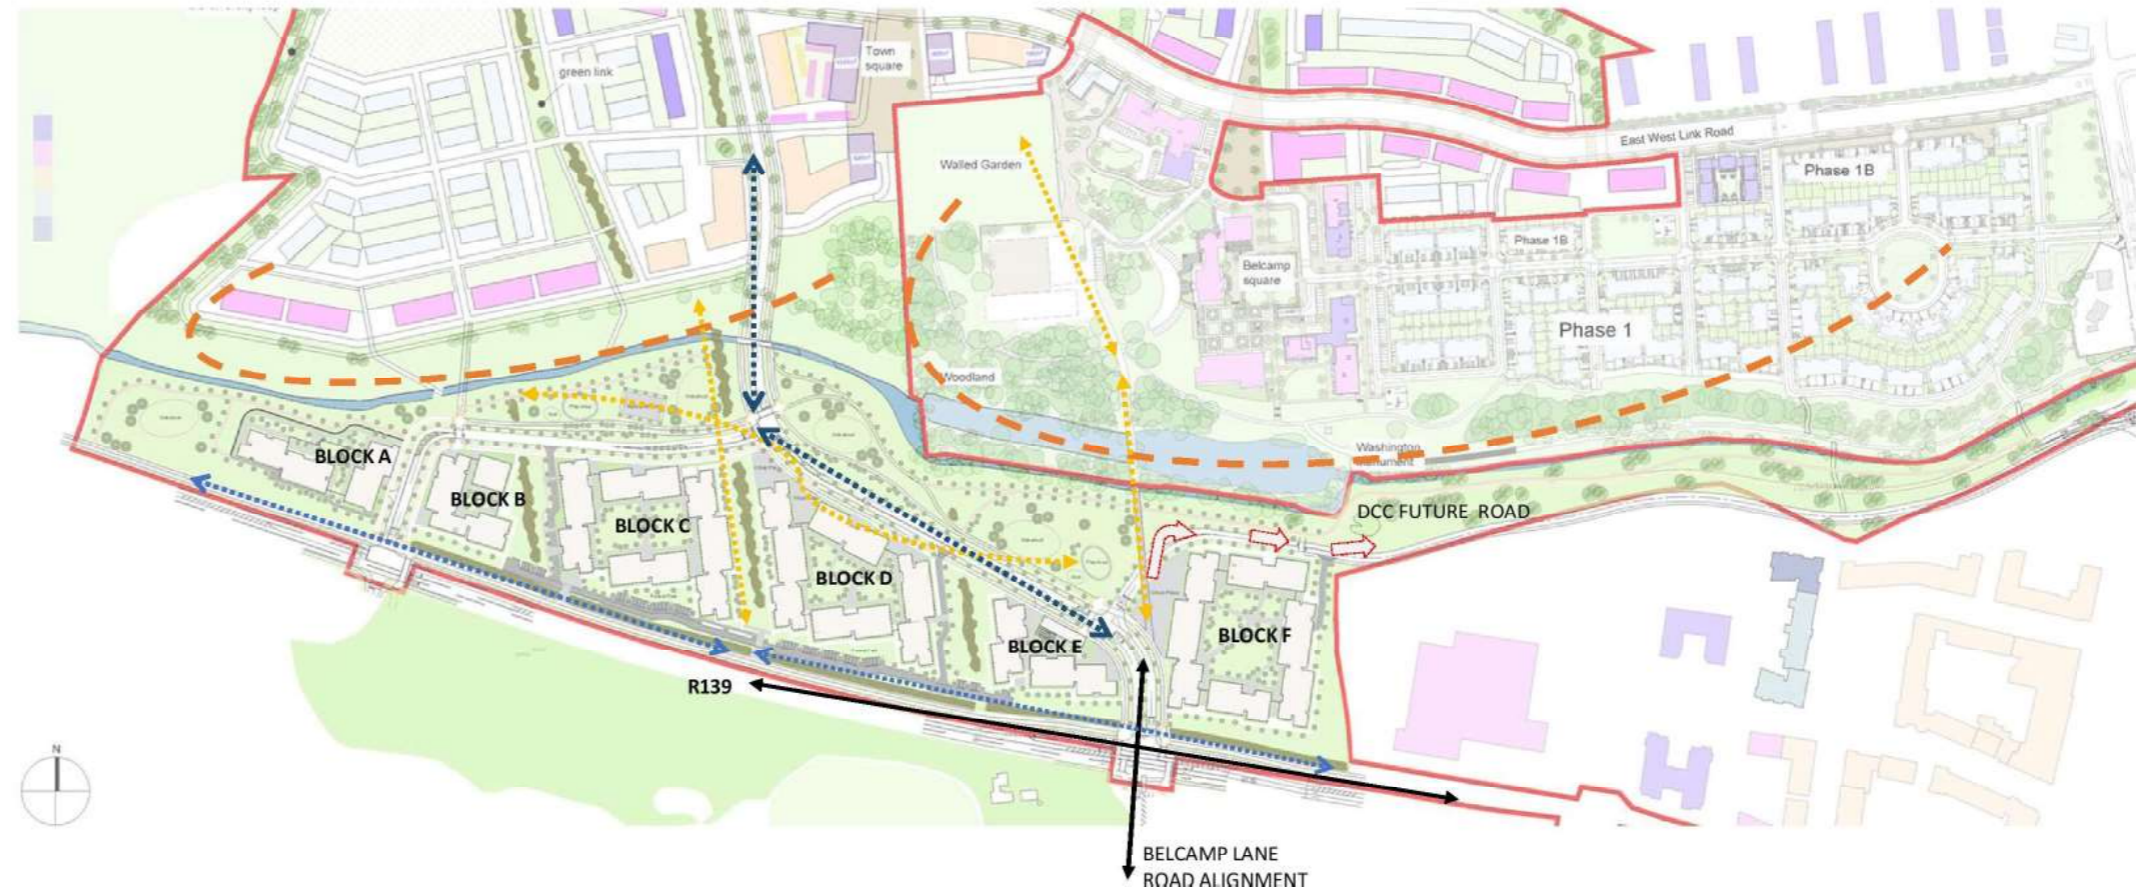 green link
Town
square
Walled Garden
East West Link Road
Phase 1B
Phase 1B
Belcamp
square
Phase 1
Woodland
Washington
BLOCK A
BLOCK B
BLOCK C
DCC FUTURE ROAD
BLOCK D
BLOCK E
BLOCK F
R139
N
BELCAMP LANE
ROAD ALIGNMENT